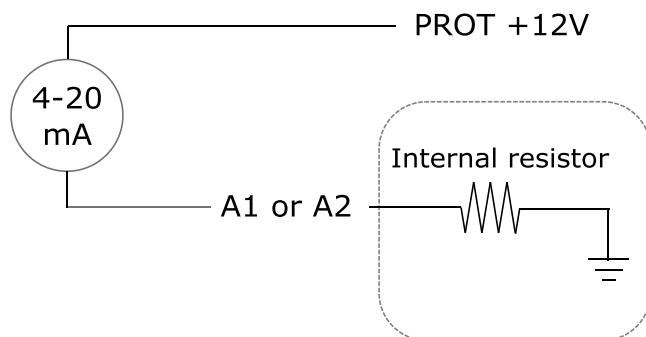 PROT +12V
4-20
mA
Internal resistor
A1 or A2